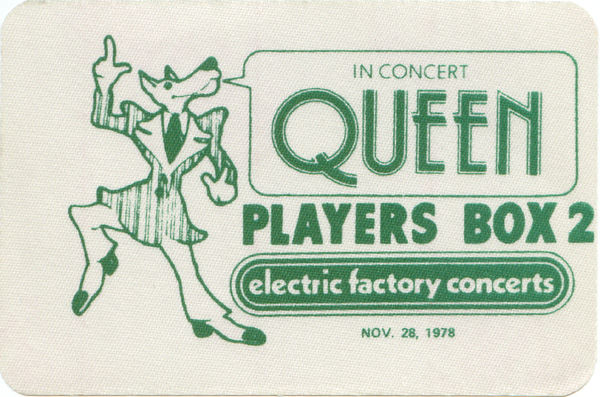 IN CONCERT
QUEEN
PLAYERS BOX 2
electric factory concerts
NOV. 28, 1978